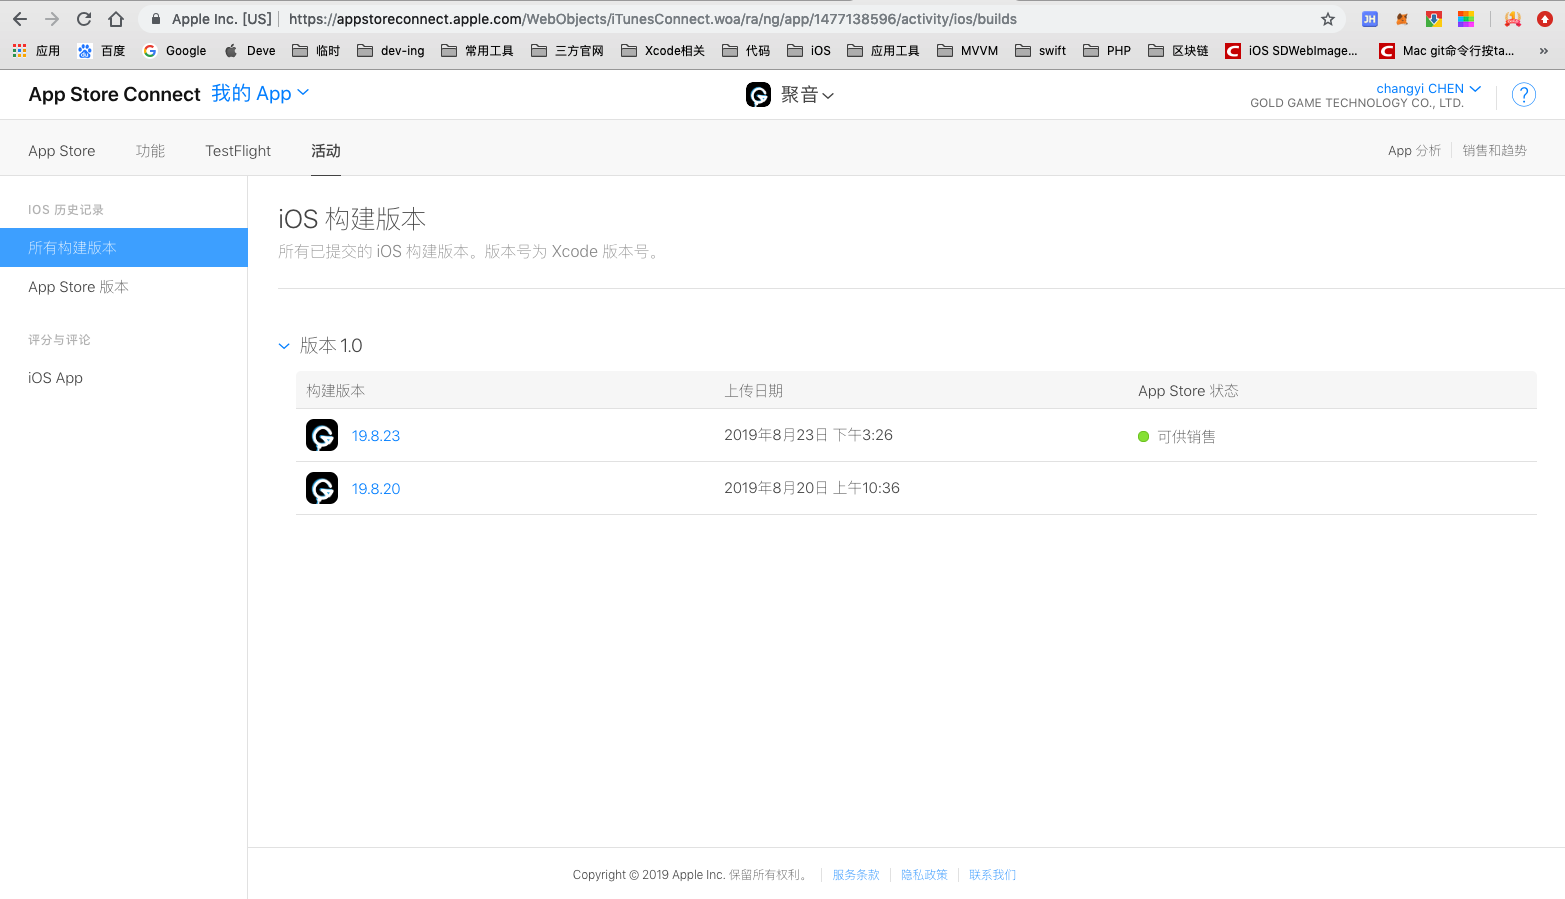 Apple Inc. [US] https://appstoreconnect.apple.com/WebObjects/iTunesConnect.woa/ra/ng/app/1477138596/activity/ios/builds JH
应用 百度 Google Deve 临时 dev-ing 常用工具 三方官网 Xcode相关 代码 iOS 应用工具 MVVM swift PHP 区块链 iOS SDWebImage... Mac git命令行按ta... »
App Store Connect 我的 App 聚音 changyi CHEN ?
GOLD GAME TECHNOLOGY CO., LTD.
App Store 功能 TestFlight 活动 App 分析 销售和趋势
IOS 历史记录
所有构建版本
App Store 版本
评分与评论
iOS App
iOS 构建版本
所有已提交的 iOS 构建版本。版本号为 Xcode 版本号。
版本 1.0
构建版本 上传日期 App Store 状态
19.8.23 2019年8月23日 下午3:26 可供销售
19.8.20 2019年8月20日 上午10:36
Copyright © 2019 Apple Inc. 保留所有权利。 服务条款 隐私政策 联系我们